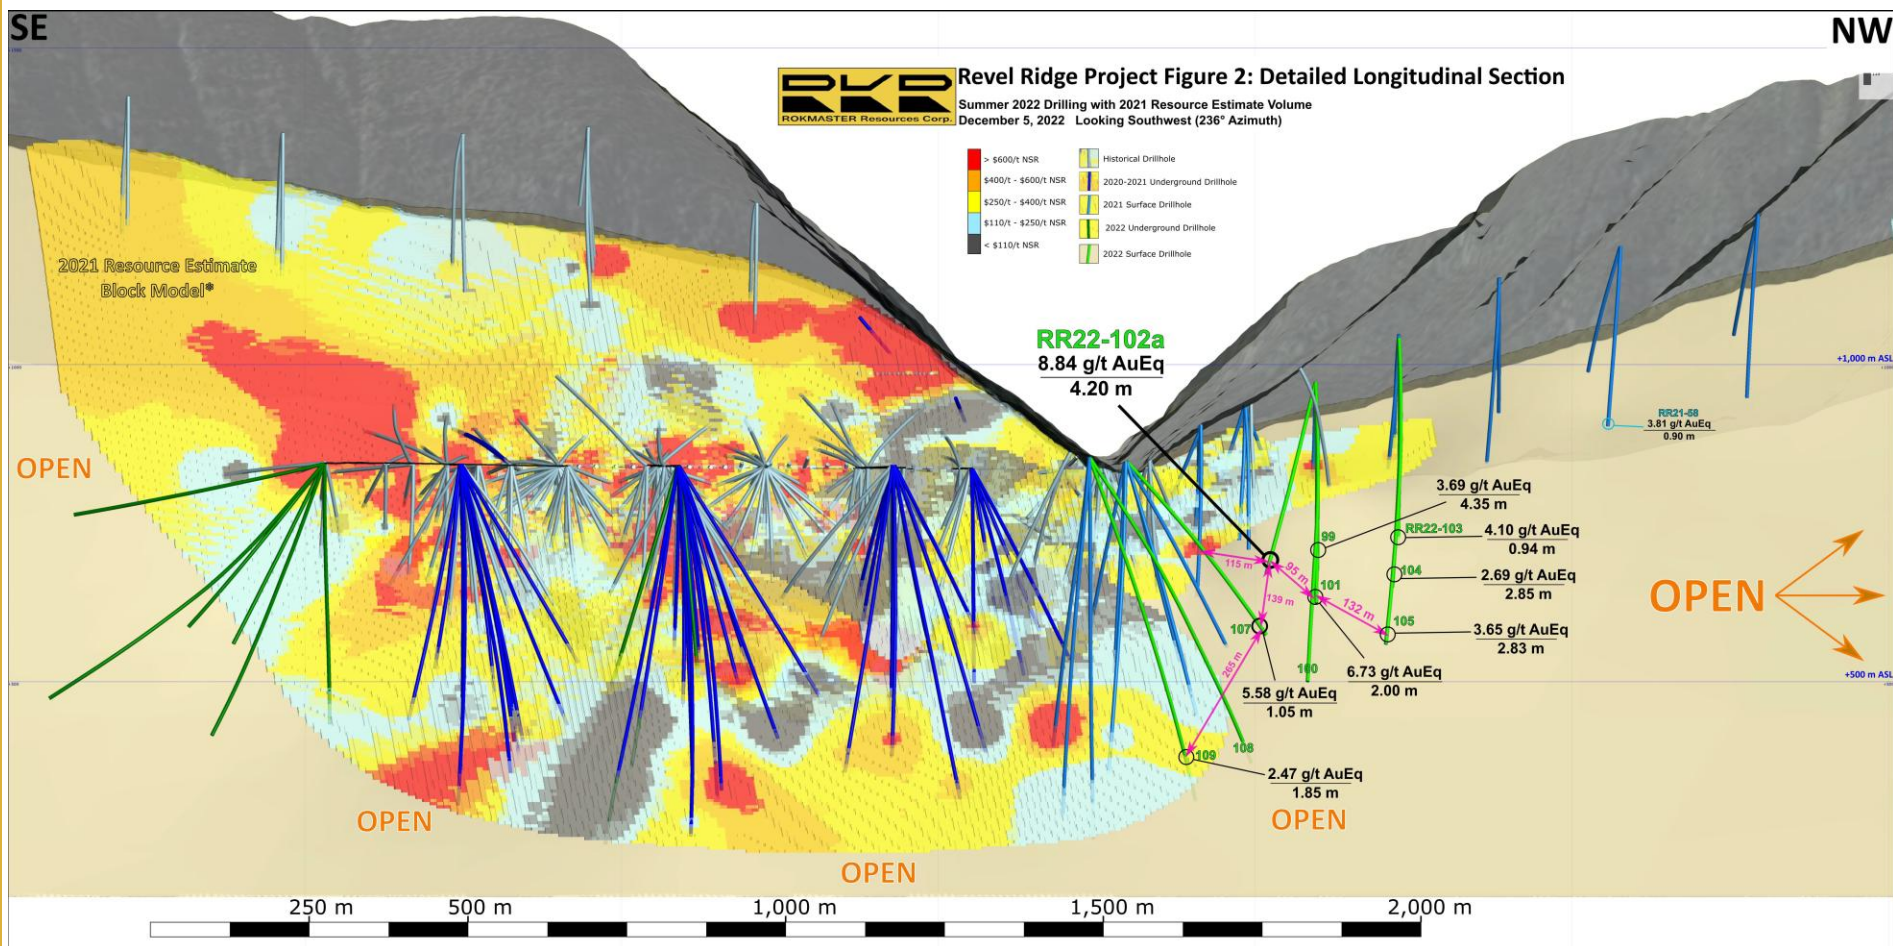 SE
NW
RKR
ROKMASTER Resources Corp.
Revel Ridge Project Figure 2: Detailed Longitudinal Section
Summer 2022 Drilling with 2021 Resource Estimate Volume
December 5, 2022 Looking Southwest (236° Azimuth)
> $600/t NSR
$400/t - $600/t NSR
$250/t - $400/t NSR
$110/t - $250/t NSR
< $110/t NSR
Historical Drillhole
2020-2021 Underground Drillhole
2021 Surface Drillhole
2022 Underground Drillhole
2022 Surface Drillhole
2021 Resource Estimate
Block Model*
RR22-102a
8.84 g/t AuEq
4.20 m
+1,000 m ASL
RR21-58
3.81 g/t AuEq
0.90 m
OPEN
3.69 g/t AuEq
4.35 m
99
RR22-103
4.10 g/t AuEq
0.94 m
115 m
95 m
104
2.69 g/t AuEq
2.85 m
101
139 m
132 m
OPEN
107
105
3.65 g/t AuEq
2.83 m
100
265 m
6.73 g/t AuEq
2.00 m
+500 m ASL
5.58 g/t AuEq
1.05 m
108
109
2.47 g/t AuEq
1.85 m
OPEN
OPEN
OPEN
250 m
500 m
1,000 m
1,500 m
2,000 m